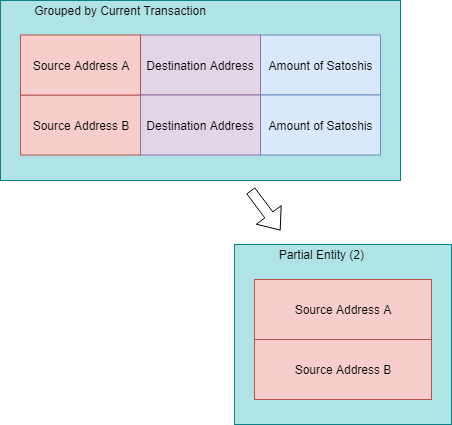 Grouped by Current Transaction
Source Address A Destination Address Amount of Satoshis
Source Address B Destination Address Amount of Satoshis
Partial Entity (2)
Source Address A
Source Address B